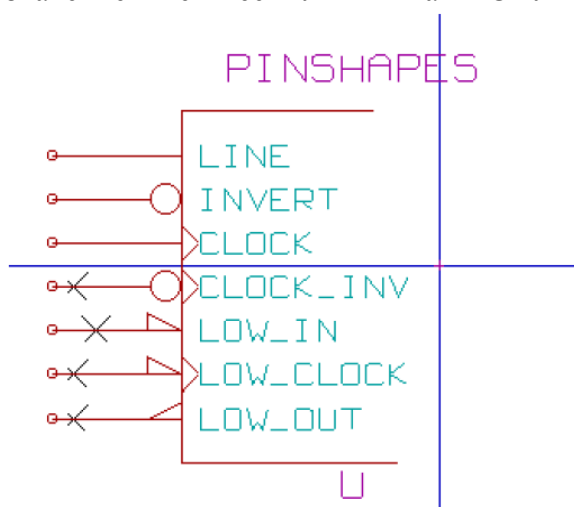 PINSHAPES
LINE
INVERT
CLOCK
CLOCK_INV
LOW_IN
LOW_CLOCK
LOW_OUT
U